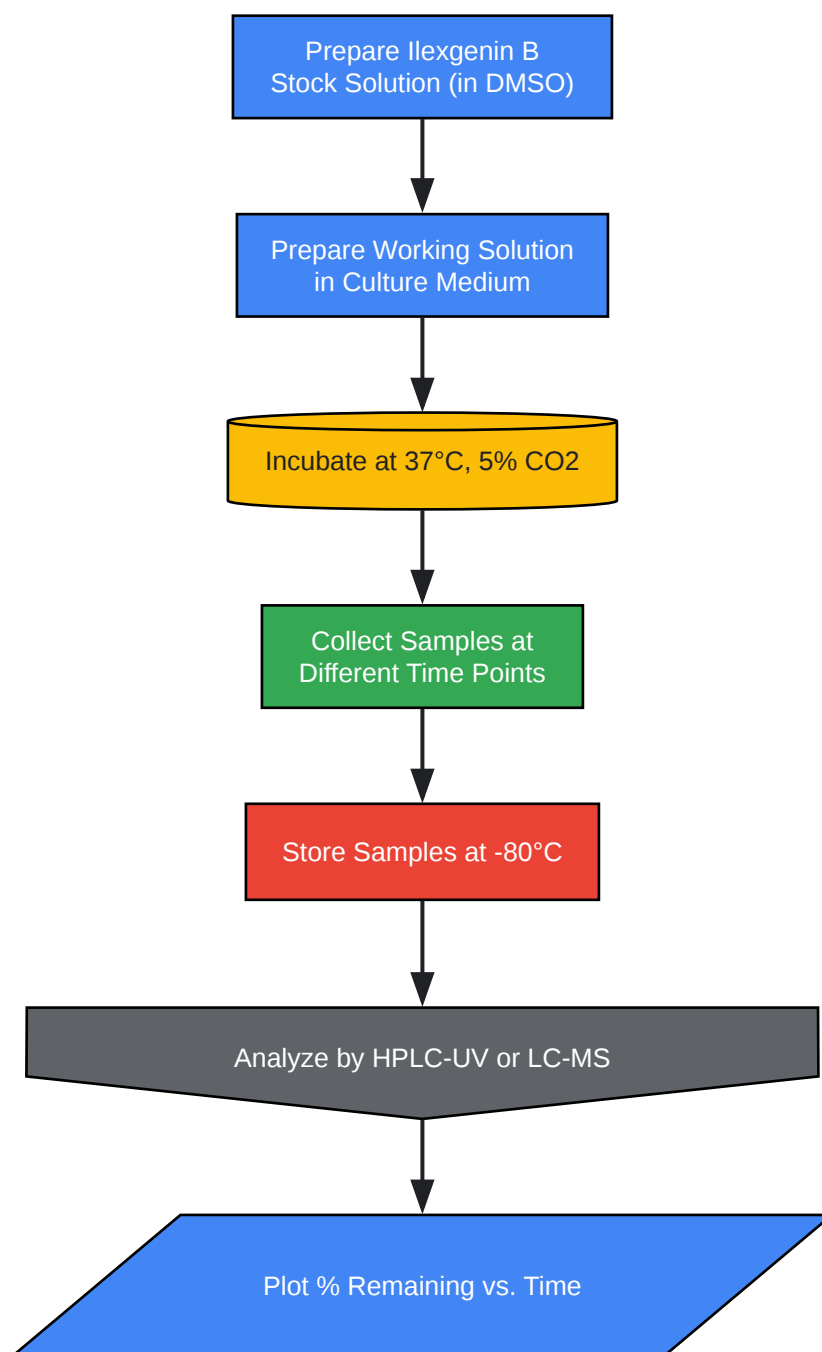 Prepare Ilexgenin B
Stock Solution (in DMSO)
Prepare Working Solution
in Culture Medium
Incubate at 37°C, 5% CO2
Collect Samples at
Different Time Points
Store Samples at -80°C
Analyze by HPLC-UV or LC-MS
Plot % Remaining vs. Time